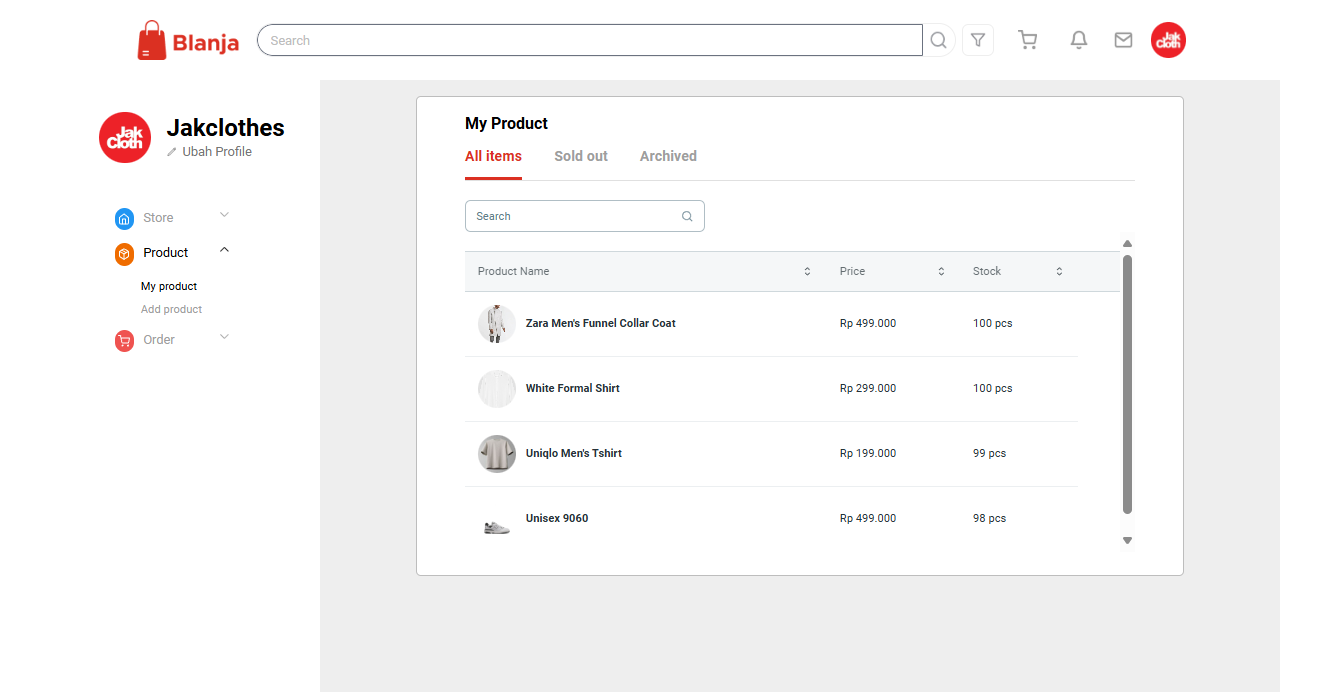 Blanja
Search
Jak
cloth
Jak
Cloth
Jakclothes
Ubah Profile
Store
Product
My product
Add product
Order
My Product
All items Sold out Archived
Search
Product Name Price Stock
Zara Men's Funnel Collar Coat Rp 499.000 100 pcs
White Formal Shirt Rp 299.000 100 pcs
Uniqlo Men's Tshirt Rp 199.000 99 pcs
Unisex 9060 Rp 499.000 98 pcs